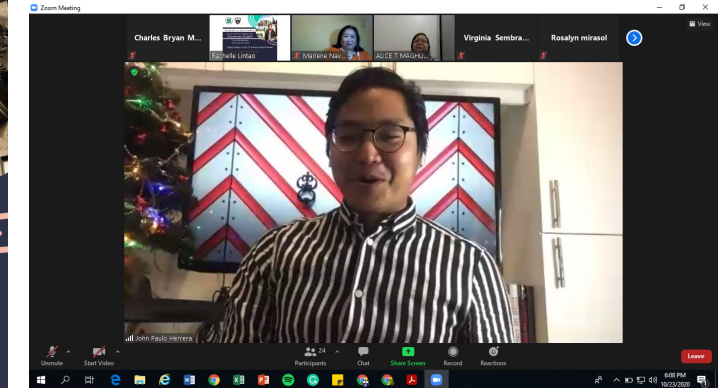 Zoom Meeting
View
Charles Bryan M...
Rachelle Lintao
Marlene Nav...
ALICE T MAGHU...
Virginia Sembra...
Rosalyn mirasol
John Paulo Herrera
Unmute
Start Video
24
Participants
Chat
Share Screen
Record
Reactions
Leave
6:08 PM
10/23/2020